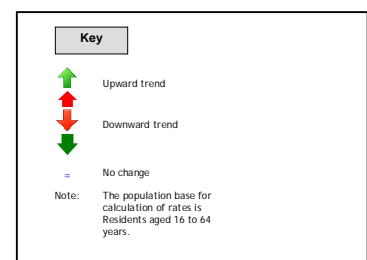 Key
Upward trend
Downward trend
= No change
Note: The population base for
calculation of rates is
Residents aged 16 to 64
years.